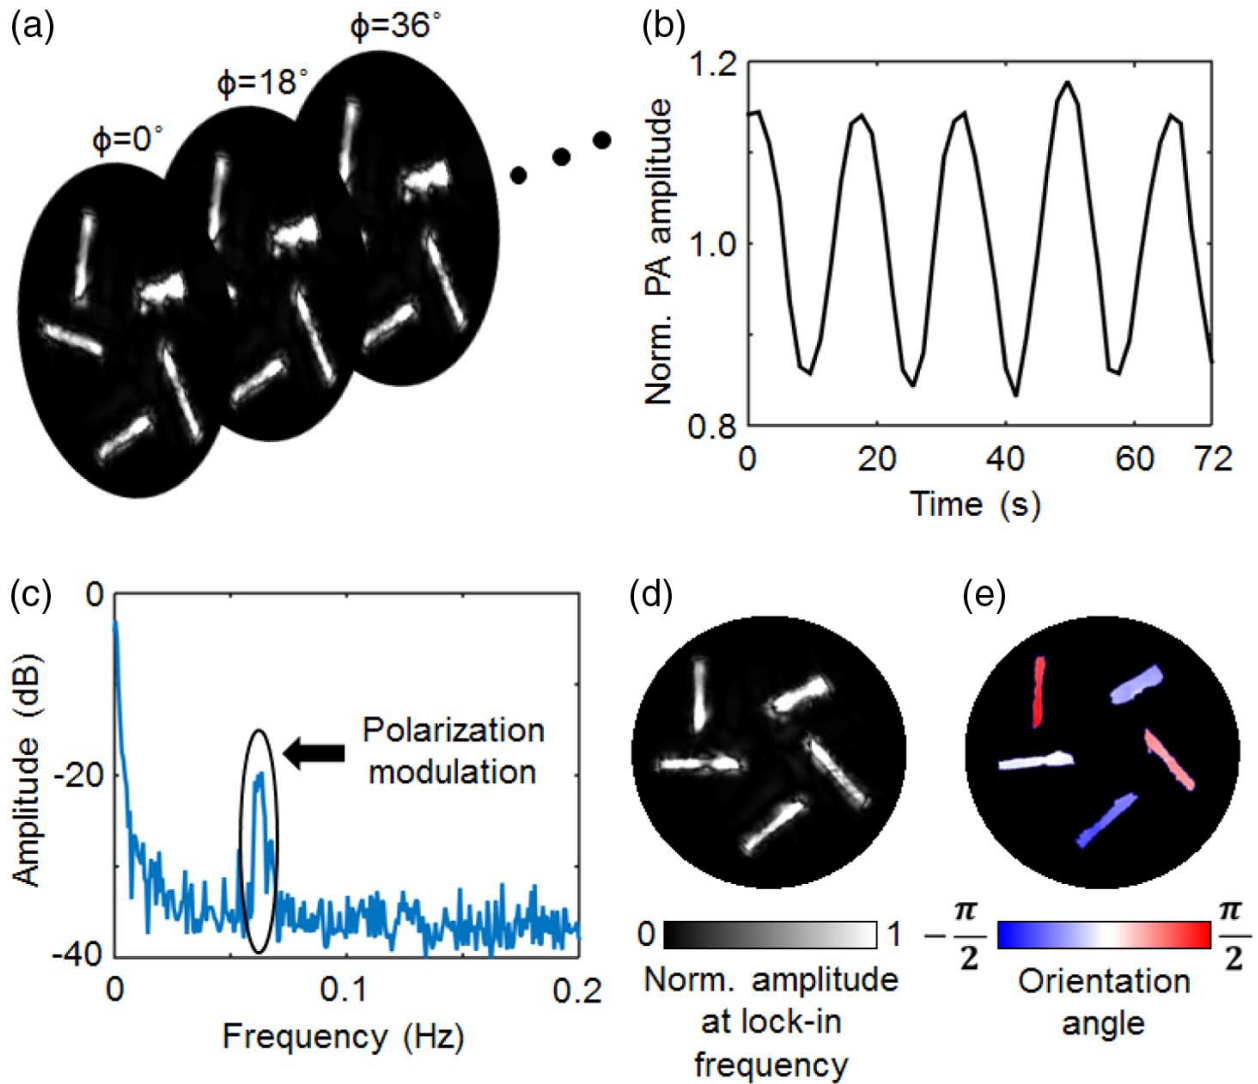 (a)
ϕ=0°
ϕ=18°
ϕ=36°
(b)
Norm. PA amplitude
1.2
1.0
0.8
0
20
40
60
72
Time (s)
(c)
Amplitude (dB)
0
-20
-40
Polarization
modulation
0
0.1
0.2
Frequency (Hz)
(d)
0
1
Norm. amplitude
at lock-in
frequency
(e)
−π/2
π/2
Orientation
angle